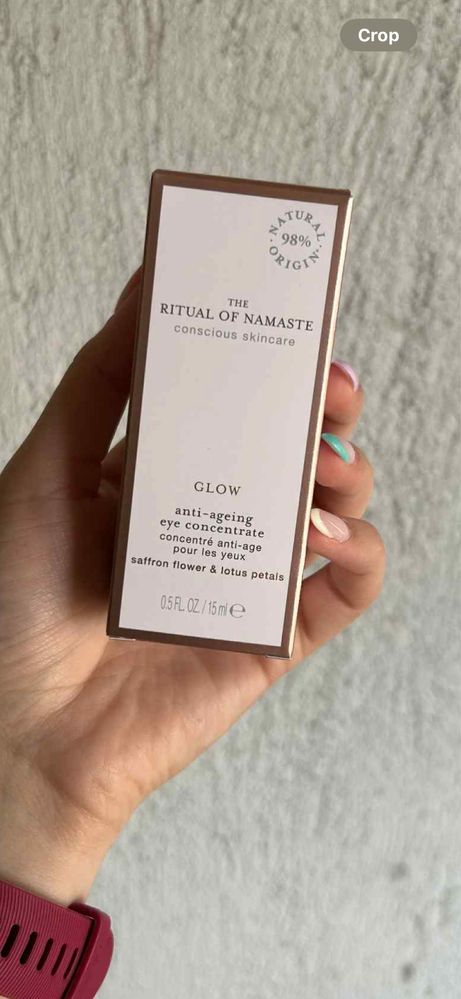 Crop
NATURAL
98%
ORIGIN
THE
RITUAL OF NAMASTE
conscious skincare
GLOW
anti-ageing
eye concentrate
concentré anti-age
pour les yeux
saffron flower & lotus petals
0.5 FL. OZ. / 15 ml ℮